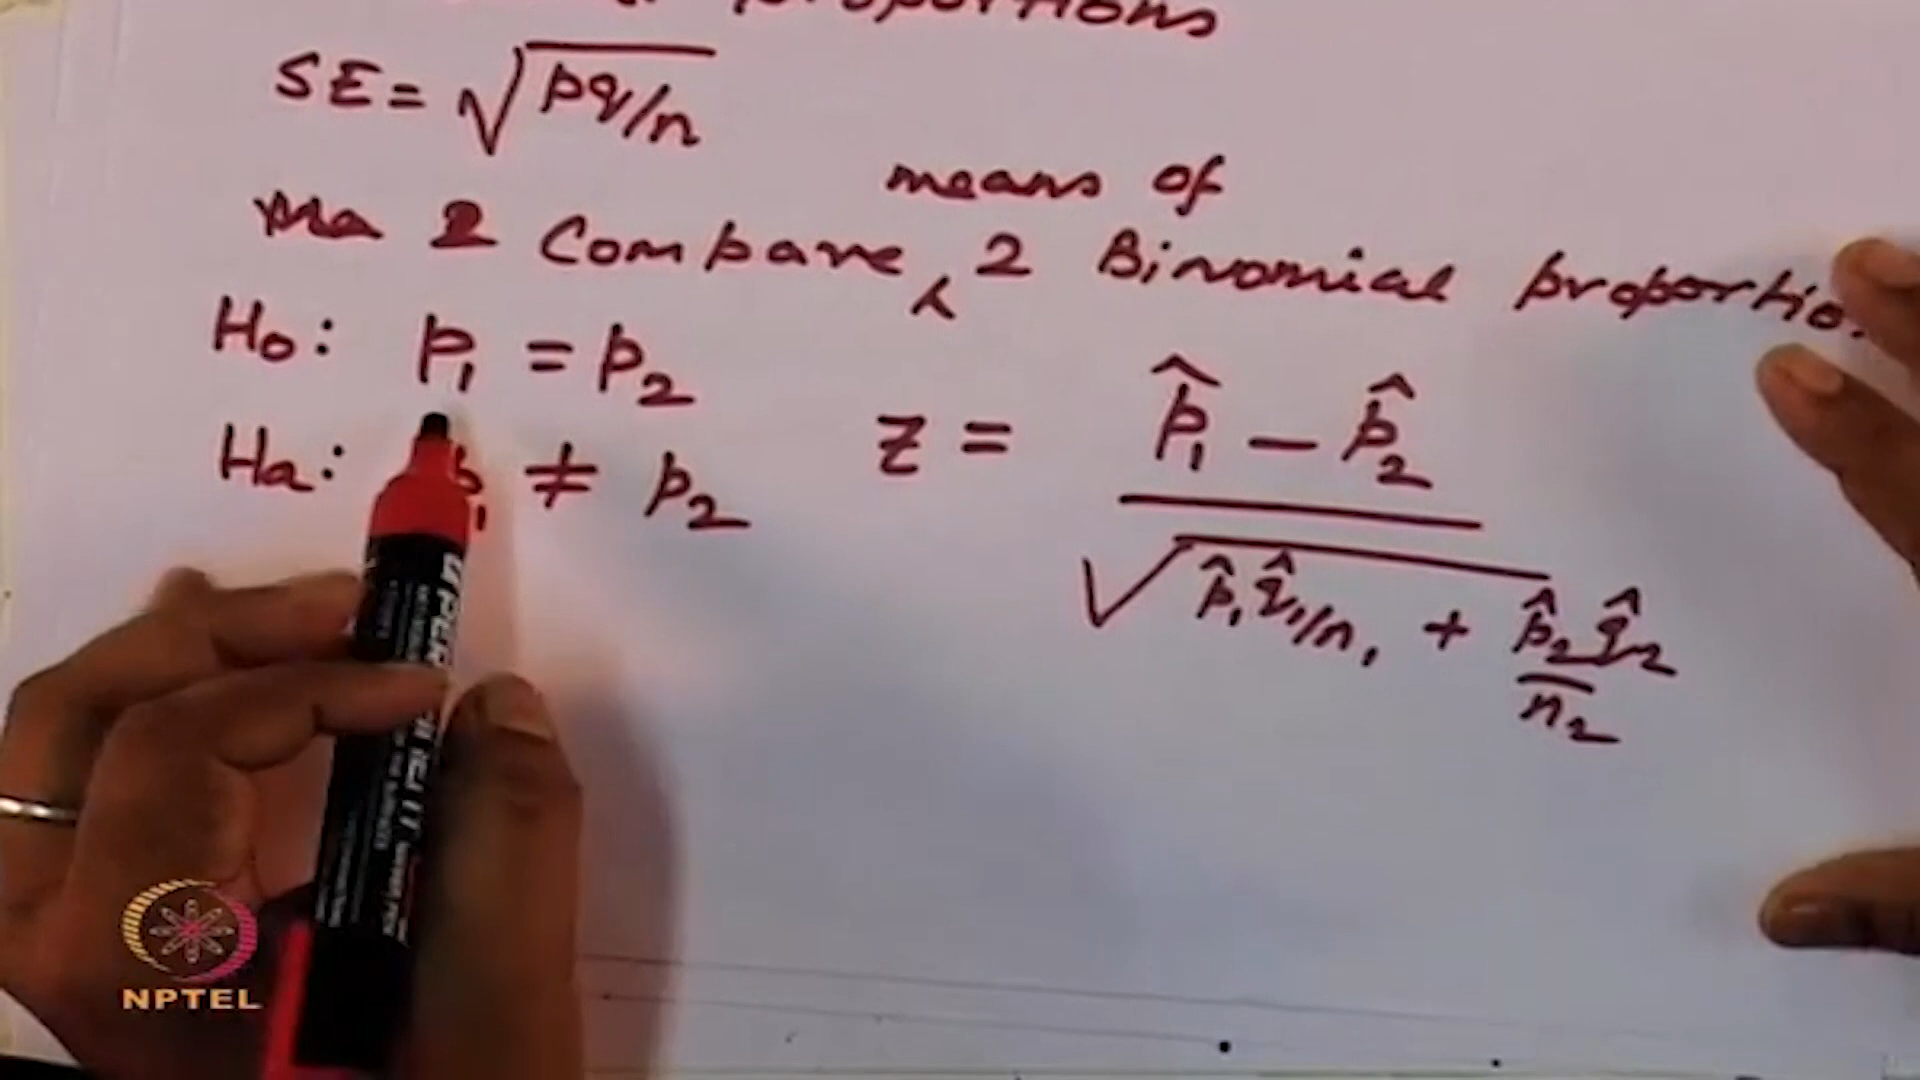 proportions
SE = √pq/n
means of
2 Compare 2 Binomial proportio
H0: p1 = p2
Ha: p1 ≠ p2
z = p̂1 − p̂2
√p̂1q̂1/n1 + p̂2q̂2
n2
NPTEL